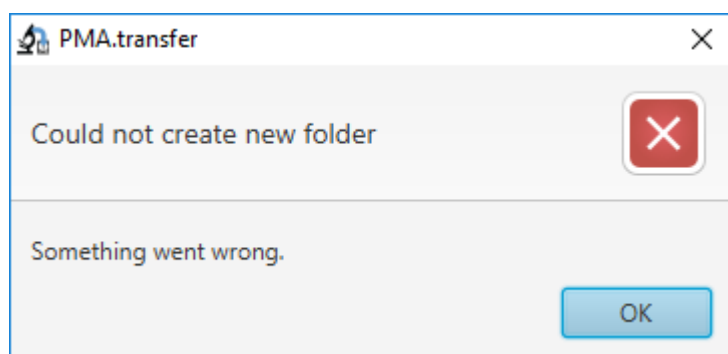 PMA.transfer
Could not create new folder
Something went wrong.
OK